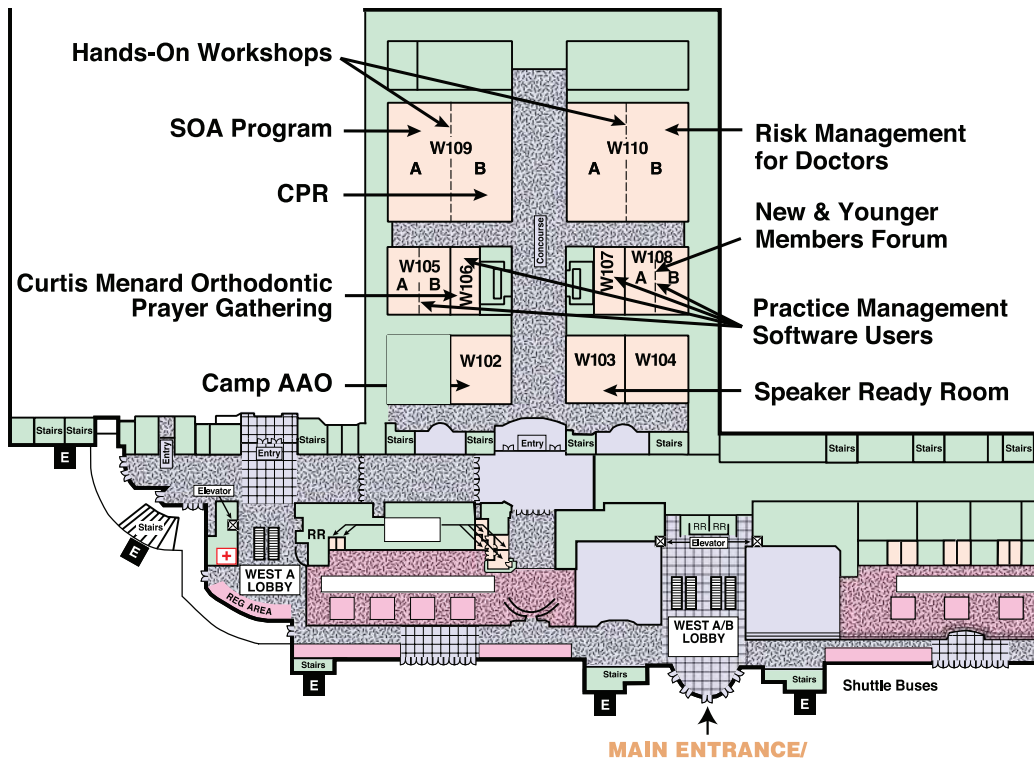 Hands-On Workshops
SOA Program
W109
A
B
W110
A
B
Risk Management
for Doctors
CPR
New & Younger
Members Forum
Concourse
W105
A
B
W106
W107
W108
A
B
Curtis Menard Orthodontic
Prayer Gathering
Practice Management
Software Users
Camp AAO
W102
W103
W104
Speaker Ready Room
Stairs
Stairs
Entry
Entry
Stairs
Stairs
Entry
Stairs
Stairs
Stairs
Stairs
Stairs
E
Elevator
Stairs
E
RR
RR
RR
Elevator
WEST A
LOBBY
REG AREA
WEST A/B
LOBBY
Stairs
E
Stairs
E
Stairs
E
Shuttle Buses
MAIN ENTRANCE/